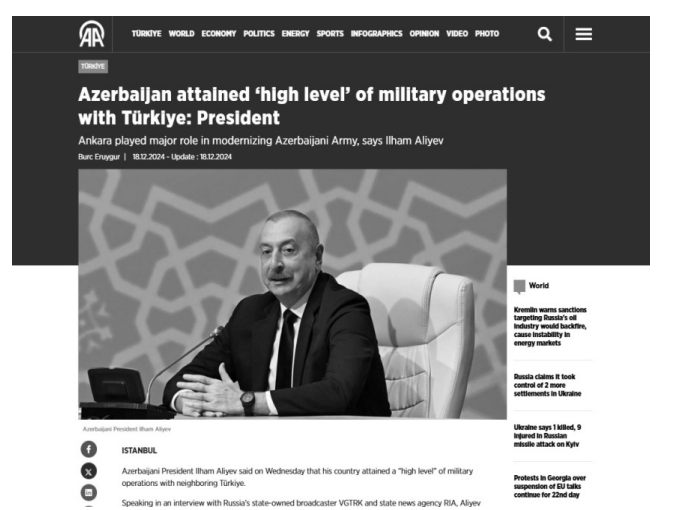 AA
TÜRKİYE WORLD ECONOMY POLITICS ENERGY SPORTS INFOGRAPHICS OPINION VIDEO PHOTO
TÜRKİYE
Azerbaijan attained ‘high level’ of military operations
with Türkiye: President
Ankara played major role in modernizing Azerbaijani Army, says Ilham Aliyev
Burc Eruygur | 18.12.2024 - Update : 18.12.2024
Azerbaijani President Ilham Aliyev
ISTANBUL
Azerbaijani President Ilham Aliyev said on Wednesday that his country attained a "high level" of military
operations with neighboring Türkiye.
Speaking in an interview with Russia's state-owned broadcaster VGTRK and state news agency RIA, Aliyev
World
Kremlin warns sanctions
targeting Russia's oil
industry would backfire,
cause instability in
energy markets
Russia claims it took
control of 2 more
settlements in Ukraine
Ukraine says 1 killed, 9
injured in Russian
missile attack on Kyiv
Protests in Georgia over
suspension of EU talks
continue for 22nd day